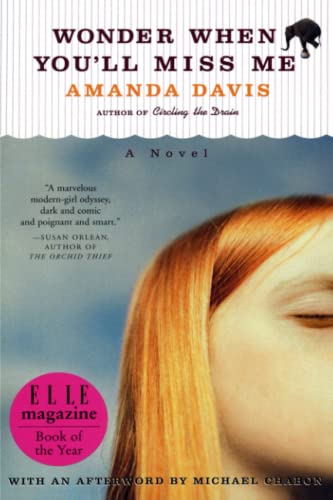 WONDER WHEN
YOU'LL MISS ME
AMANDA DAVIS
AUTHOR OF Circling the Drain
A Novel
"A marvelous
modern-girl odyssey,
dark and comic
and poignant and smart."
—SUSAN ORLEAN,
AUTHOR OF
THE ORCHID THIEF
ELLE
magazine
Book of
the Year
WITH AN AFTERWORD BY MICHAEL CHABON